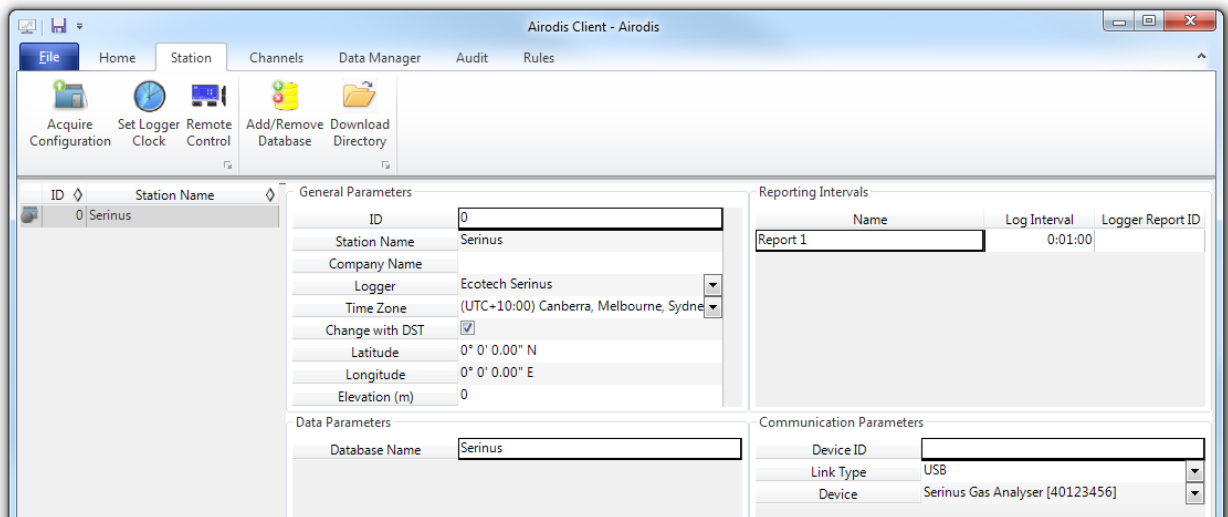 Airodis Client - Airodis
File Home Station Channels Data Manager Audit Rules
Acquire Configuration
Set Logger Clock
Remote Control
Add/Remove Database
Download Directory
ID Station Name
0 Serinus
General Parameters
ID 0
Station Name Serinus
Company Name
Logger Ecotech Serinus
Time Zone (UTC+10:00) Canberra, Melbourne, Sydne
Change with DST
Latitude 0° 0' 0.00" N
Longitude 0° 0' 0.00" E
Elevation (m) 0
Reporting Intervals
Name Log Interval Logger Report ID
Report 1 0:01:00
Data Parameters
Database Name Serinus
Communication Parameters
Device ID
Link Type USB
Device Serinus Gas Analyser [40123456]